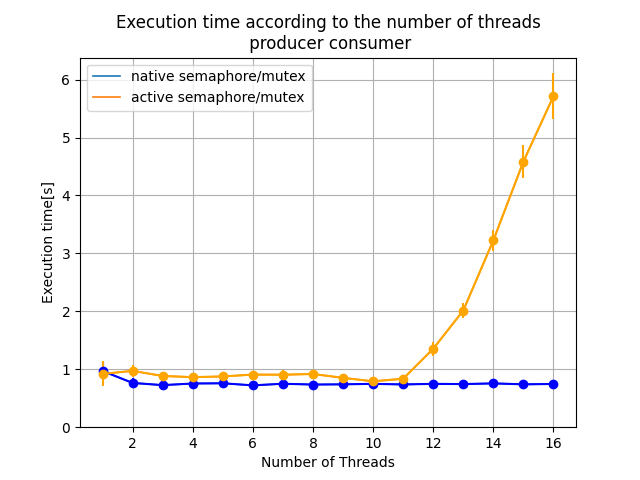 Execution time according to the number of threads
producer consumer
native semaphore/mutex
active semaphore/mutex
Execution time[s]
6
5
4
3
2
1
0
2 4 6 8 10 12 14 16
Number of Threads